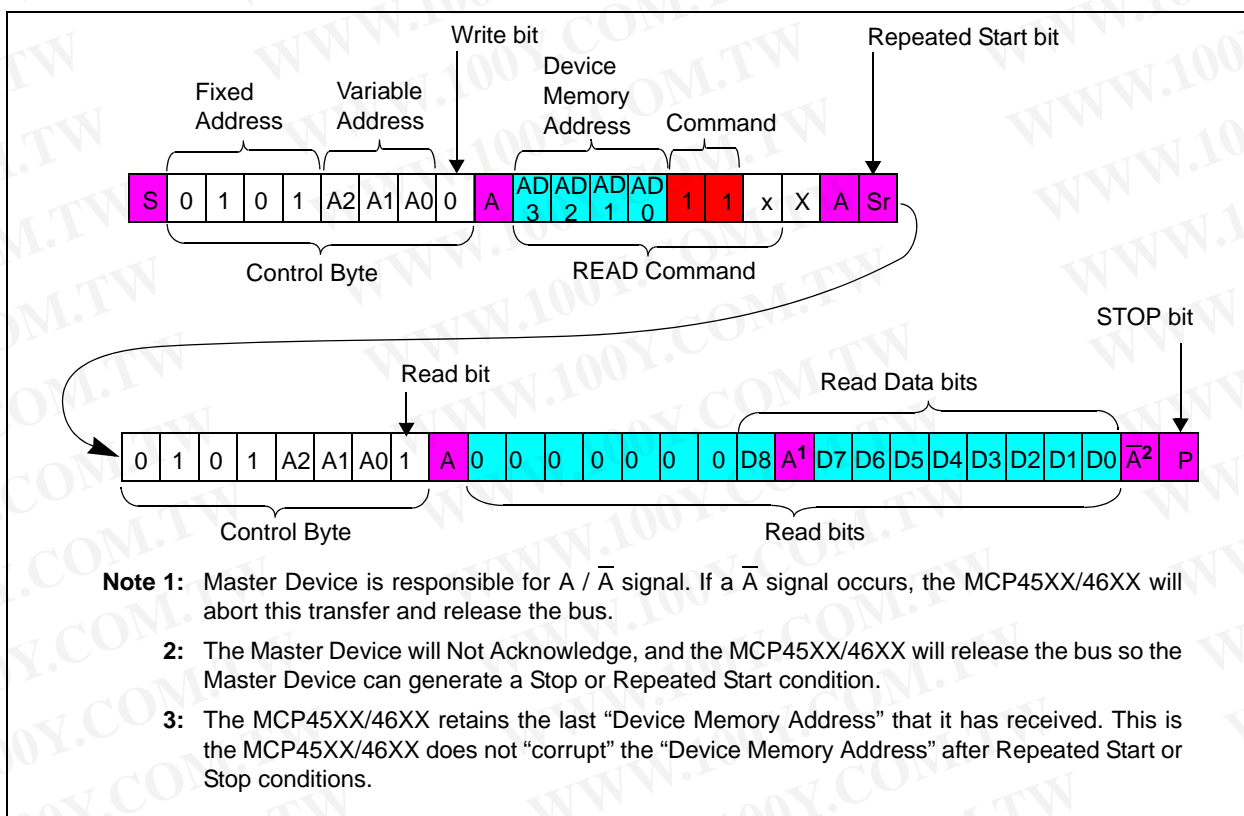 Write bit
Repeated Start bit
Device
Memory
Address
Fixed
Address
Variable
Address
Command
S 0 1 0 1 A2 A1 A0 0 A AD3 AD2 AD1 AD0 1 1 x X A Sr
Control Byte
READ Command
STOP bit
Read bit
Read Data bits
0 1 0 1 A2 A1 A0 1 A 0 0 0 0 0 0 0 D8 A¹ D7 D6 D5 D4 D3 D2 D1 D0 A̅² P
Control Byte
Read bits
Note 1: Master Device is responsible for A / A̅ signal. If a A̅ signal occurs, the MCP45XX/46XX will
abort this transfer and release the bus.
2: The Master Device will Not Acknowledge, and the MCP45XX/46XX will release the bus so the
Master Device can generate a Stop or Repeated Start condition.
3: The MCP45XX/46XX retains the last “Device Memory Address” that it has received. This is
the MCP45XX/46XX does not “corrupt” the “Device Memory Address” after Repeated Start or
Stop conditions.
WWW.100Y.COM.TW